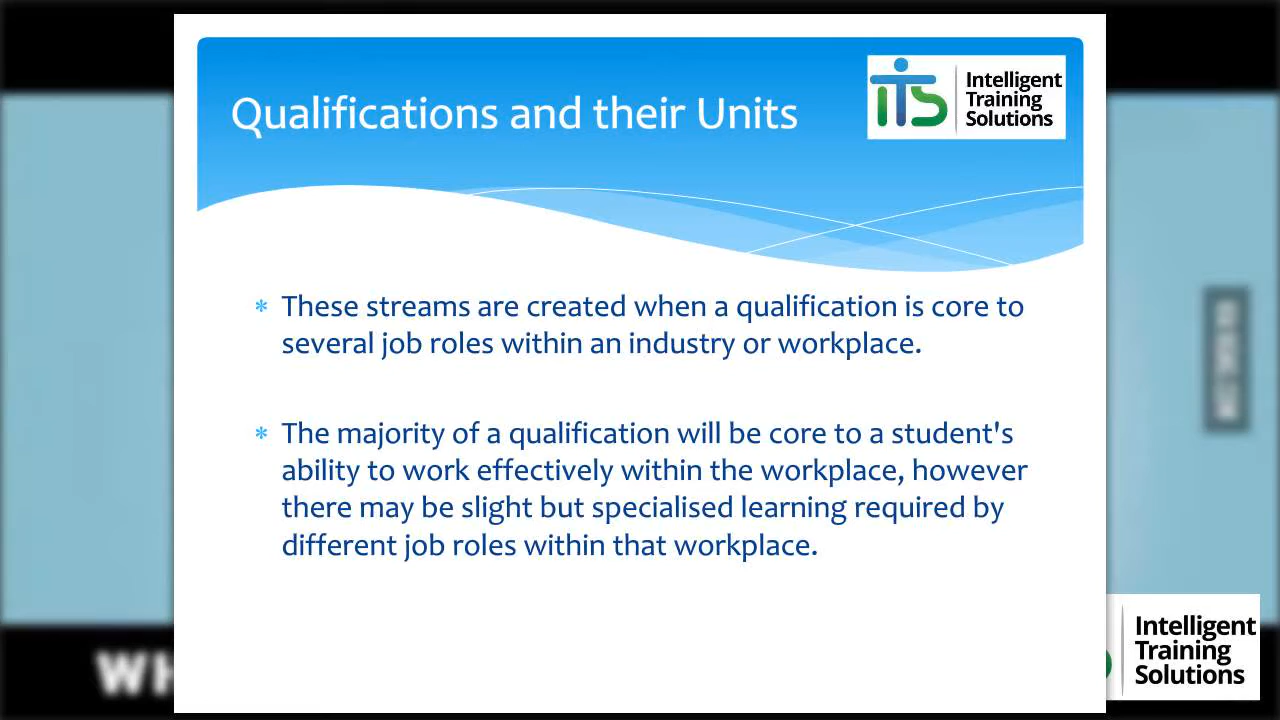 Qualifications and their Units
iTS
Intelligent
Training
Solutions
* These streams are created when a qualification is core to
several job roles within an industry or workplace.
* The majority of a qualification will be core to a student's
ability to work effectively within the workplace, however
there may be slight but specialised learning required by
different job roles within that workplace.
WH
Intelligent
Training
Solutions